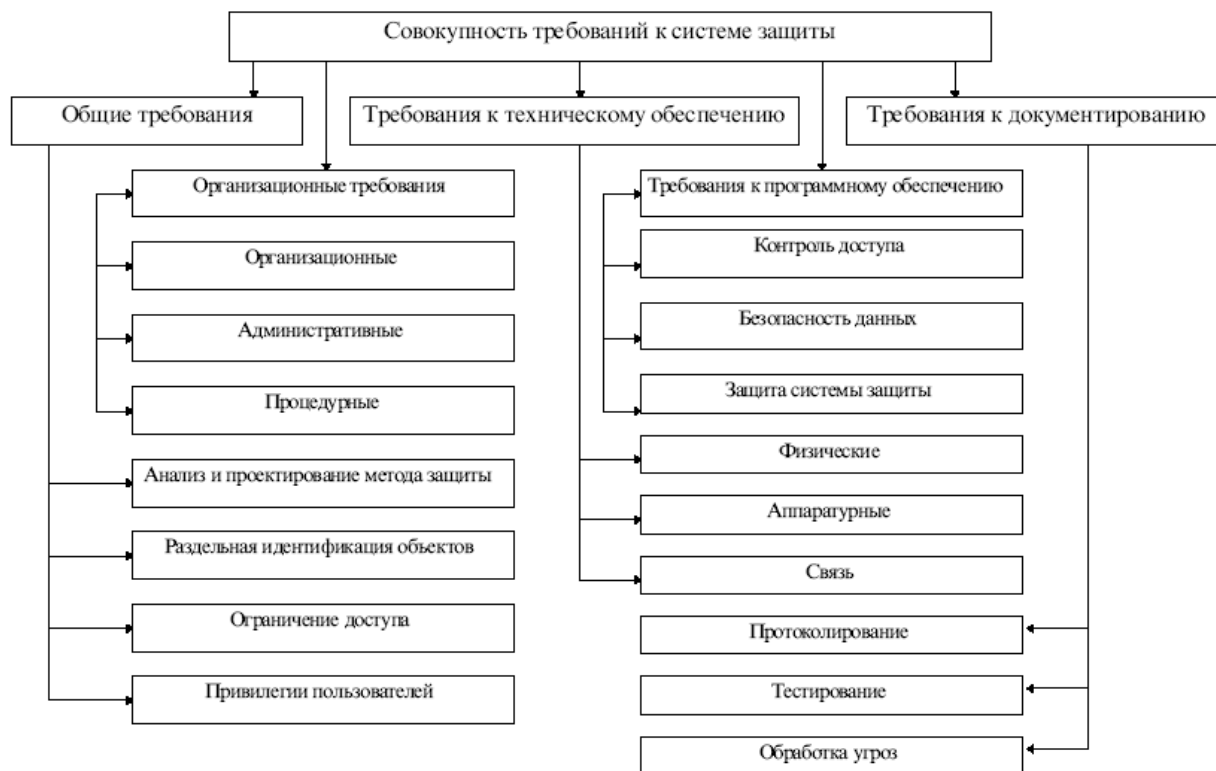 Совокупность требований к системе защиты
Общие требования
Требования к техническому обеспечению
Требования к документированию
Организационные требования
Организационные
Административные
Процедурные
Анализ и проектирование метода защиты
Раздельная идентификация объектов
Ограничение доступа
Привилегии пользователей
Требования к программному обеспечению
Контроль доступа
Безопасность данных
Защита системы защиты
Физические
Аппаратурные
Связь
Протоколирование
Тестирование
Обработка угроз